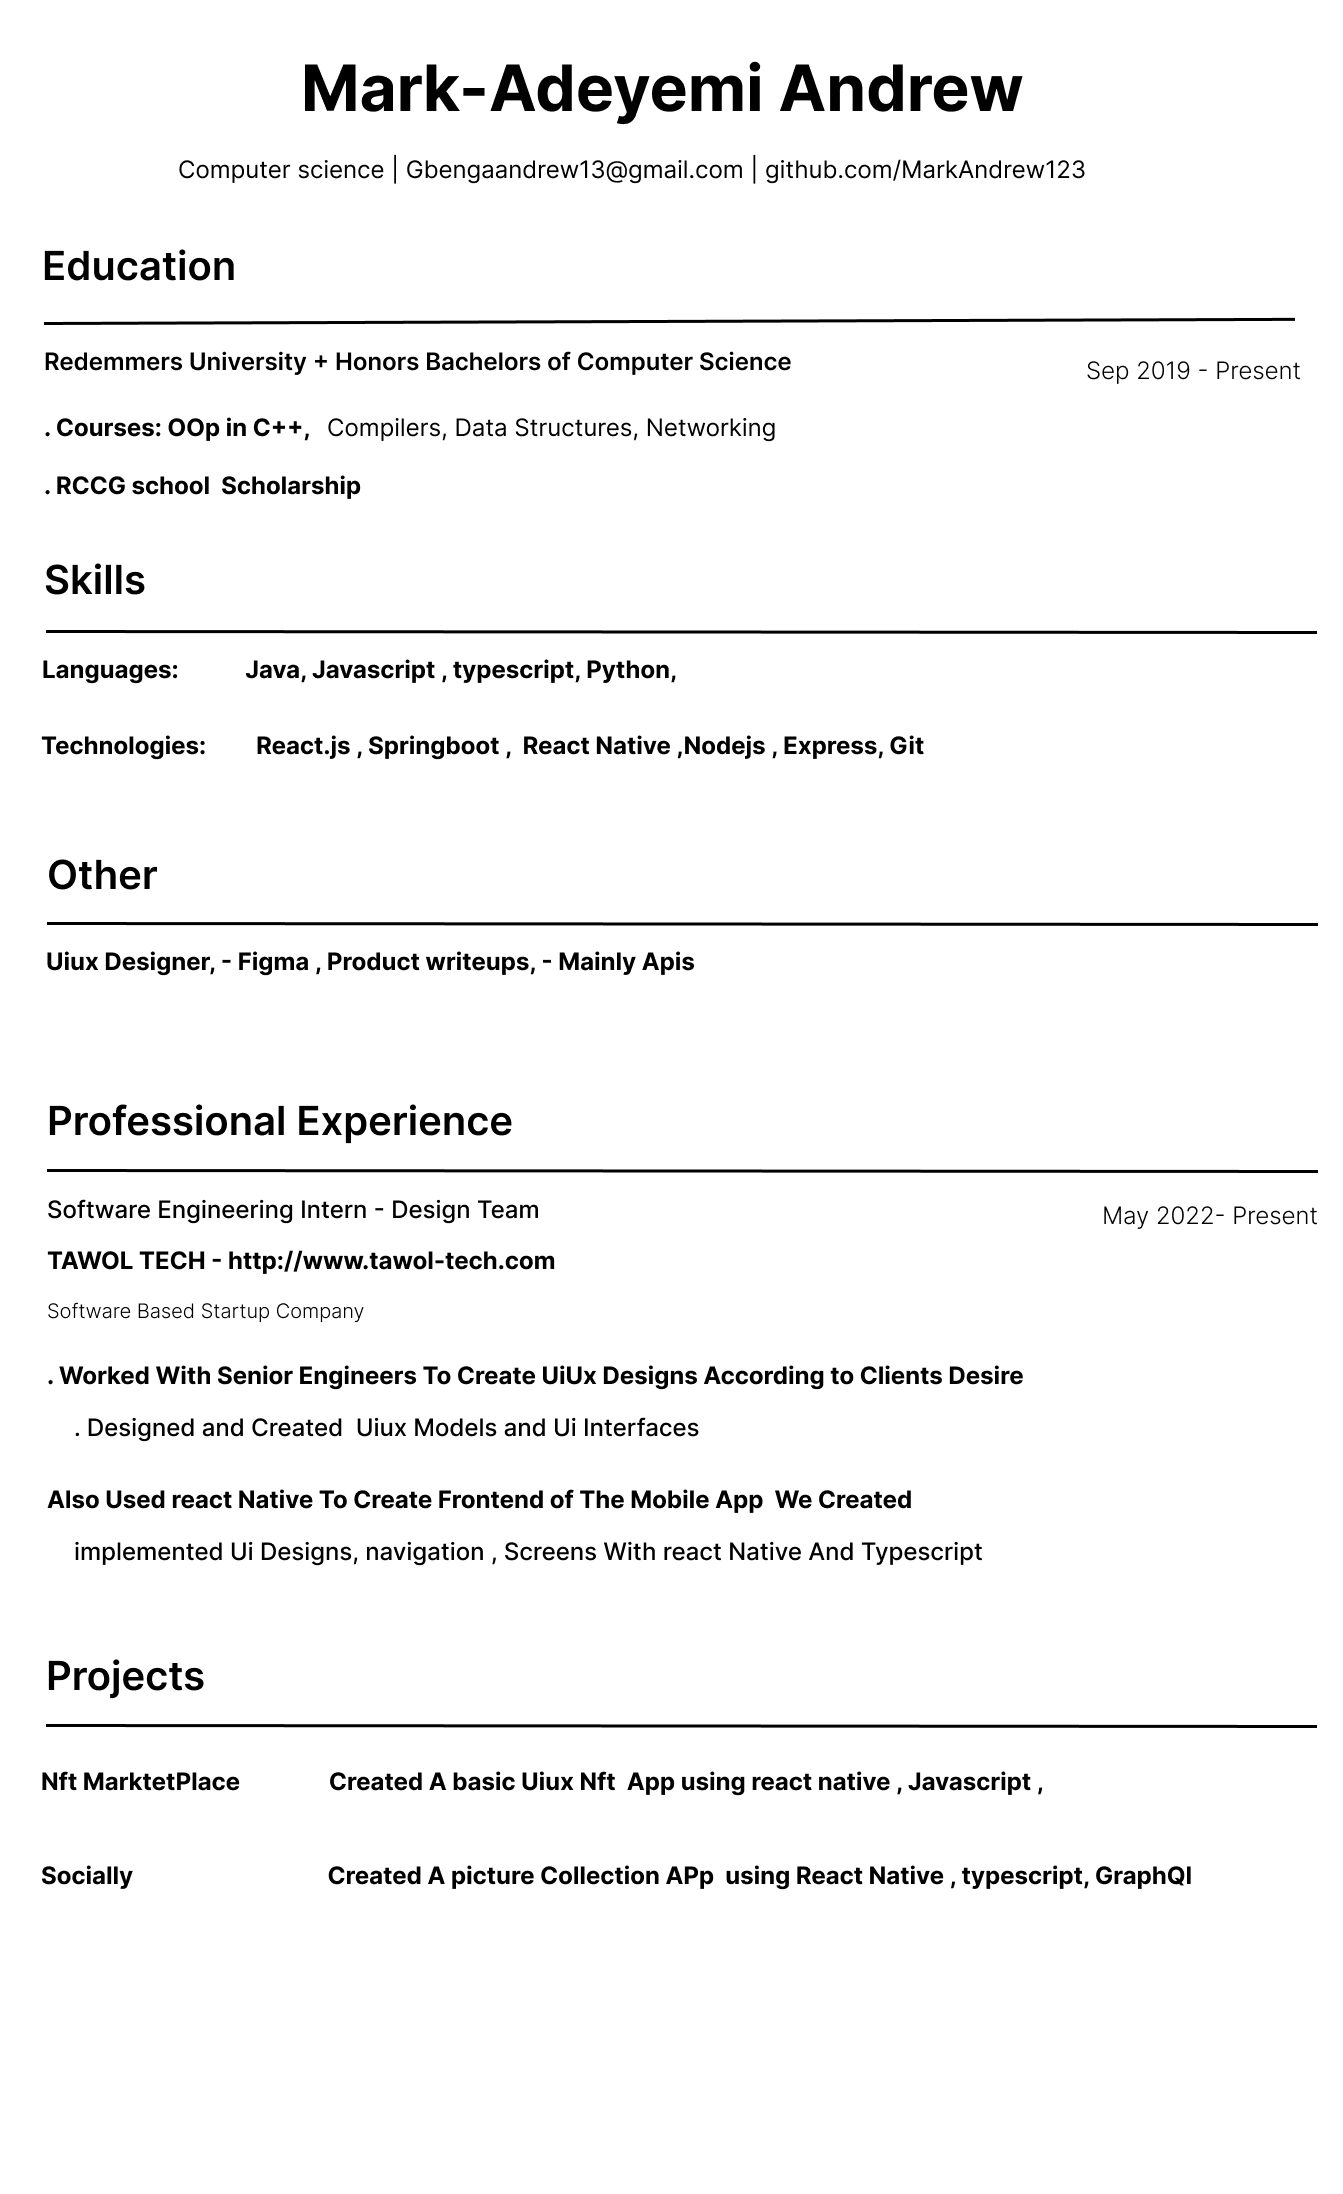 Mark-Adeyemi Andrew
Computer science | Gbengaandrew13@gmail.com | github.com/MarkAndrew123
Education
Redemmers University + Honors Bachelors of Computer Science Sep 2019 - Present
. Courses: OOp in C++, Compilers, Data Structures, Networking
. RCCG school Scholarship
Skills
Languages: Java, Javascript , typescript, Python,
Technologies: React.js , Springboot , React Native ,Nodejs , Express, Git
Other
Uiux Designer, - Figma , Product writeups, - Mainly Apis
Professional Experience
Software Engineering Intern - Design Team May 2022- Present
TAWOL TECH - http://www.tawol-tech.com
Software Based Startup Company
. Worked With Senior Engineers To Create UiUx Designs According to Clients Desire
. Designed and Created Uiux Models and Ui Interfaces
Also Used react Native To Create Frontend of The Mobile App We Created
implemented Ui Designs, navigation , Screens With react Native And Typescript
Projects
Nft MarktetPlace Created A basic Uiux Nft App using react native , Javascript ,
Socially Created A picture Collection APp using React Native , typescript, GraphQl